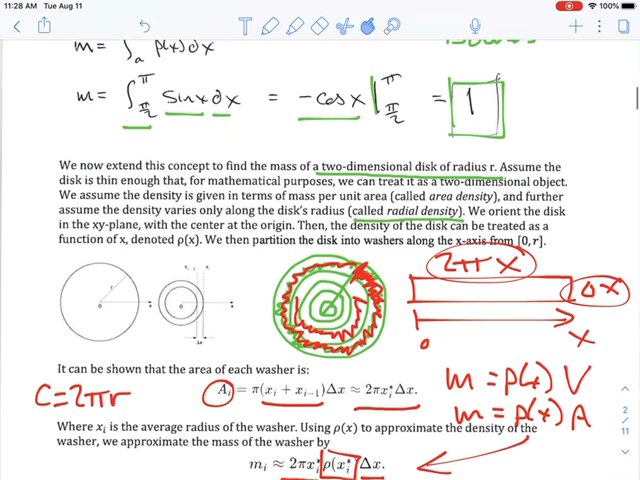 11:28 AM Tue Aug 11
m = ∫ₐ ρ(x) dx
m = ∫_{π/2}^{π} sin x dx = -cos x |_{π/2}^{π} = 1
We now extend this concept to find the mass of a two-dimensional disk of radius r. Assume the
disk is thin enough that, for mathematical purposes, we can treat it as a two-dimensional object.
We assume the density is given in terms of mass per unit area (called area density), and further
assume the density varies only along the disk's radius (called radial density). We orient the disk
in the xy-plane, with center at the origin. Then, the density of the disk can be treated as a
function of x, denoted ρ(x). We then partition the disk into washers along the x-axis from [0, r].
2πx
Δx
0
x
It can be shown that the area of each washer is:
C=2πr
Aᵢ = π(xᵢ + xᵢ₋₁)Δx ≈ 2πxᵢ*Δx.
m = ρ(x) V
m = ρ(x) A
Where xᵢ is the average radius of the washer. Using ρ(x) to approximate the density of the
washer, we approximate the mass of the washer by
mᵢ ≈ 2πxᵢ*ρ(xᵢ*)Δx.
2
11